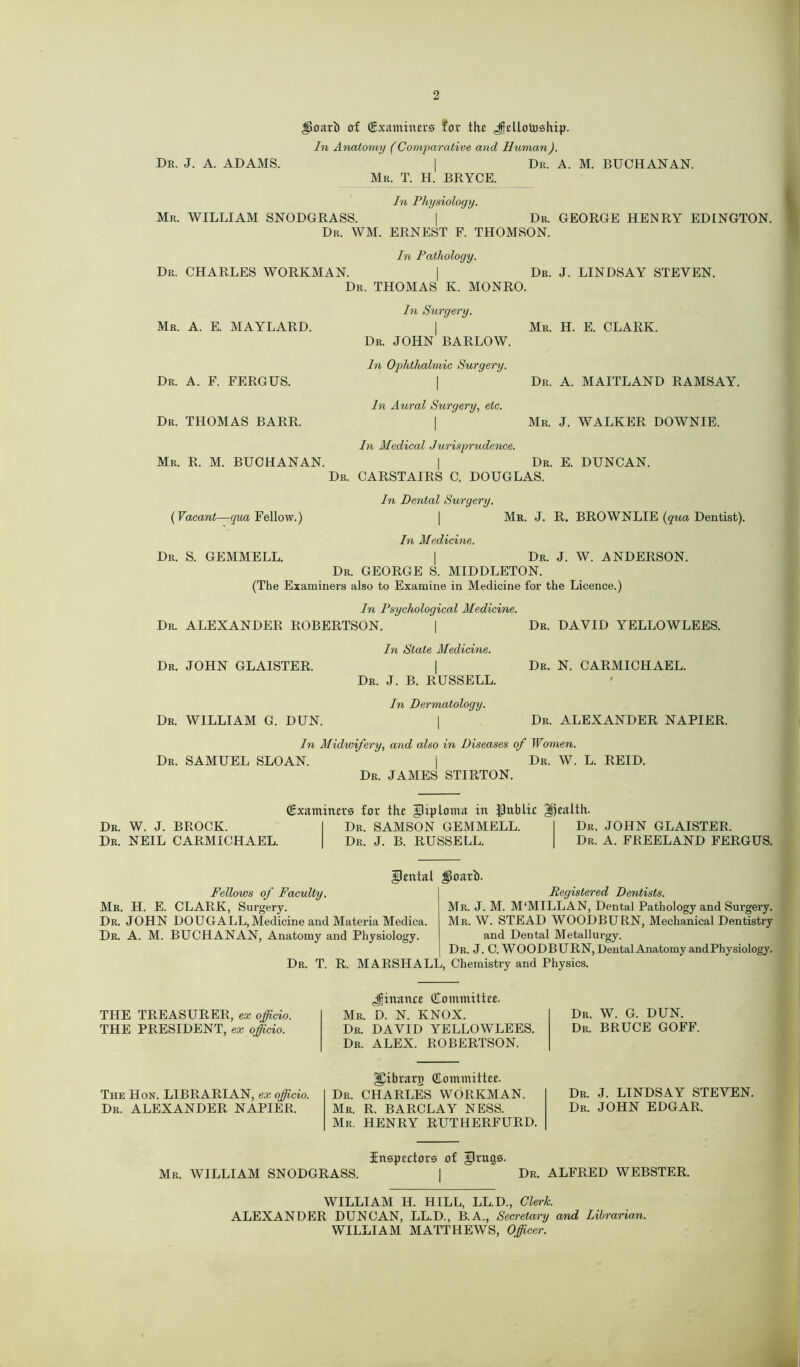 2
Board of Examiners for the Fellowship.
In Anatomy (Comparative and Human).
DR. J. A. ADAMS. | DR. A. M. BUCHANAN.
MR. T. H. BRYCE.
In Physiology.
MR. WILLIAM SNODGRASS. | DR. GEORGE HENRY EDINGTON.
DR. WM. ERNEST F. THOMSON.
In Pathology.
DR. CHARLES WORKMAN. | DR. J. LINDSAY STEVEN.
DR. THOMAS K. MONRO.
In Surgery.
MR. A. E. MAYLARD. | MR. H. E. CLARK.
DR. JOHN BARLOW.
In Ophthalmic Surgery.
DR. A. F. FERGUS. | DR. A. MAITLAND RAMSAY.
In Aural Surgery, etc.
DR. THOMAS BARR. | MR. J. WALKER DOWNIE.
In Medical Jurisprudence.
MR. R. M. BUCHANAN. | DR. E. DUNCAN.
DR. CARSTAIRS C. DOUGLAS.
In Dental Surgery.
(Vacant—qua Fellow.) | MR. J. R. BROWNLIE (qua Dentist).
In Medicine.
DR. S. GEMMELL. | DR. J. W. ANDERSON.
DR. GEORGE S. MIDDLETON.
(The Examiners also to Examine in Medicine for the Licence.)
In Psychological Medicine.
DR. ALEXANDER ROBERTSON. | DR. DAVID YELLOWLEES.
In State Medicine.
DR. JOHN GLAISTER. | DR. N. CARMICHAEL.
DR. J. B. RUSSELL.
In Dermatology.
DR. WILLIAM G. DUN. | DR. ALEXANDER NAPIER.
In Midwifery, and also in Diseases of Women.
DR. SAMUEL SLOAN. | DR. W. L. REID.
DR. JAMES STIRTON.
Examiners for the Diploma in Public Health.
DR. W. J. BROCK. | DR. SAMSON GEMMELL. | DR. JOHN GLAISTER.
DR. NEIL CARMICHAEL. | DR. J. B. RUSSELL. | DR. A. FREELAND FERGUS.
Dental Board.
Fellows of Faculty.
MR. H. E. CLARK, Surgery.
DR. JOHN DOUGALL, Medicine and Materia Medica.
DR. A. M. BUCHANAN, Anatomy and Physiology.
Registered Dentists.
MR. J. M. M‘MILLAN, Dental Pathology and Surgery.
MR. W. STEAD WOODBURN, Mechanical Dentistry
and Dental Metallurgy.
DR. J. C. WOODBURN, Dental Anatomy and Physiology.
DR. T. R. MARSHALL, Chemistry and Physics.
Finance Committee.
THE TREASURER, ex officio.
THE PRESIDENT, ex officio.
MR. D. N. KNOX.
DR. DAVID YELLOWLEES.
DR. ALEX. ROBERTSON.
DR. W. G. DUN.
DR. BRUCE GOFF.
Library Committee.
THE HON. LIBRARIAN, ex officio.
DR. ALEXANDER NAPIER.
DR. CHARLES WORKMAN.
MR. R. BARCLAY NESS.
MR. HENRY RUTHERFURD.
DR. J. LINDSAY STEVEN.
DR. JOHN EDGAR.
Inspectors of Drugs.
MR. WILLIAM SNODGRASS. | DR. ALFRED WEBSTER.
WILLIAM H. HILL, LL.D., Clerk.
ALEXANDER DUNCAN, LL.D., B.A., Secretary and Librarian.
WILLIAM MATTHEWS, Officer.